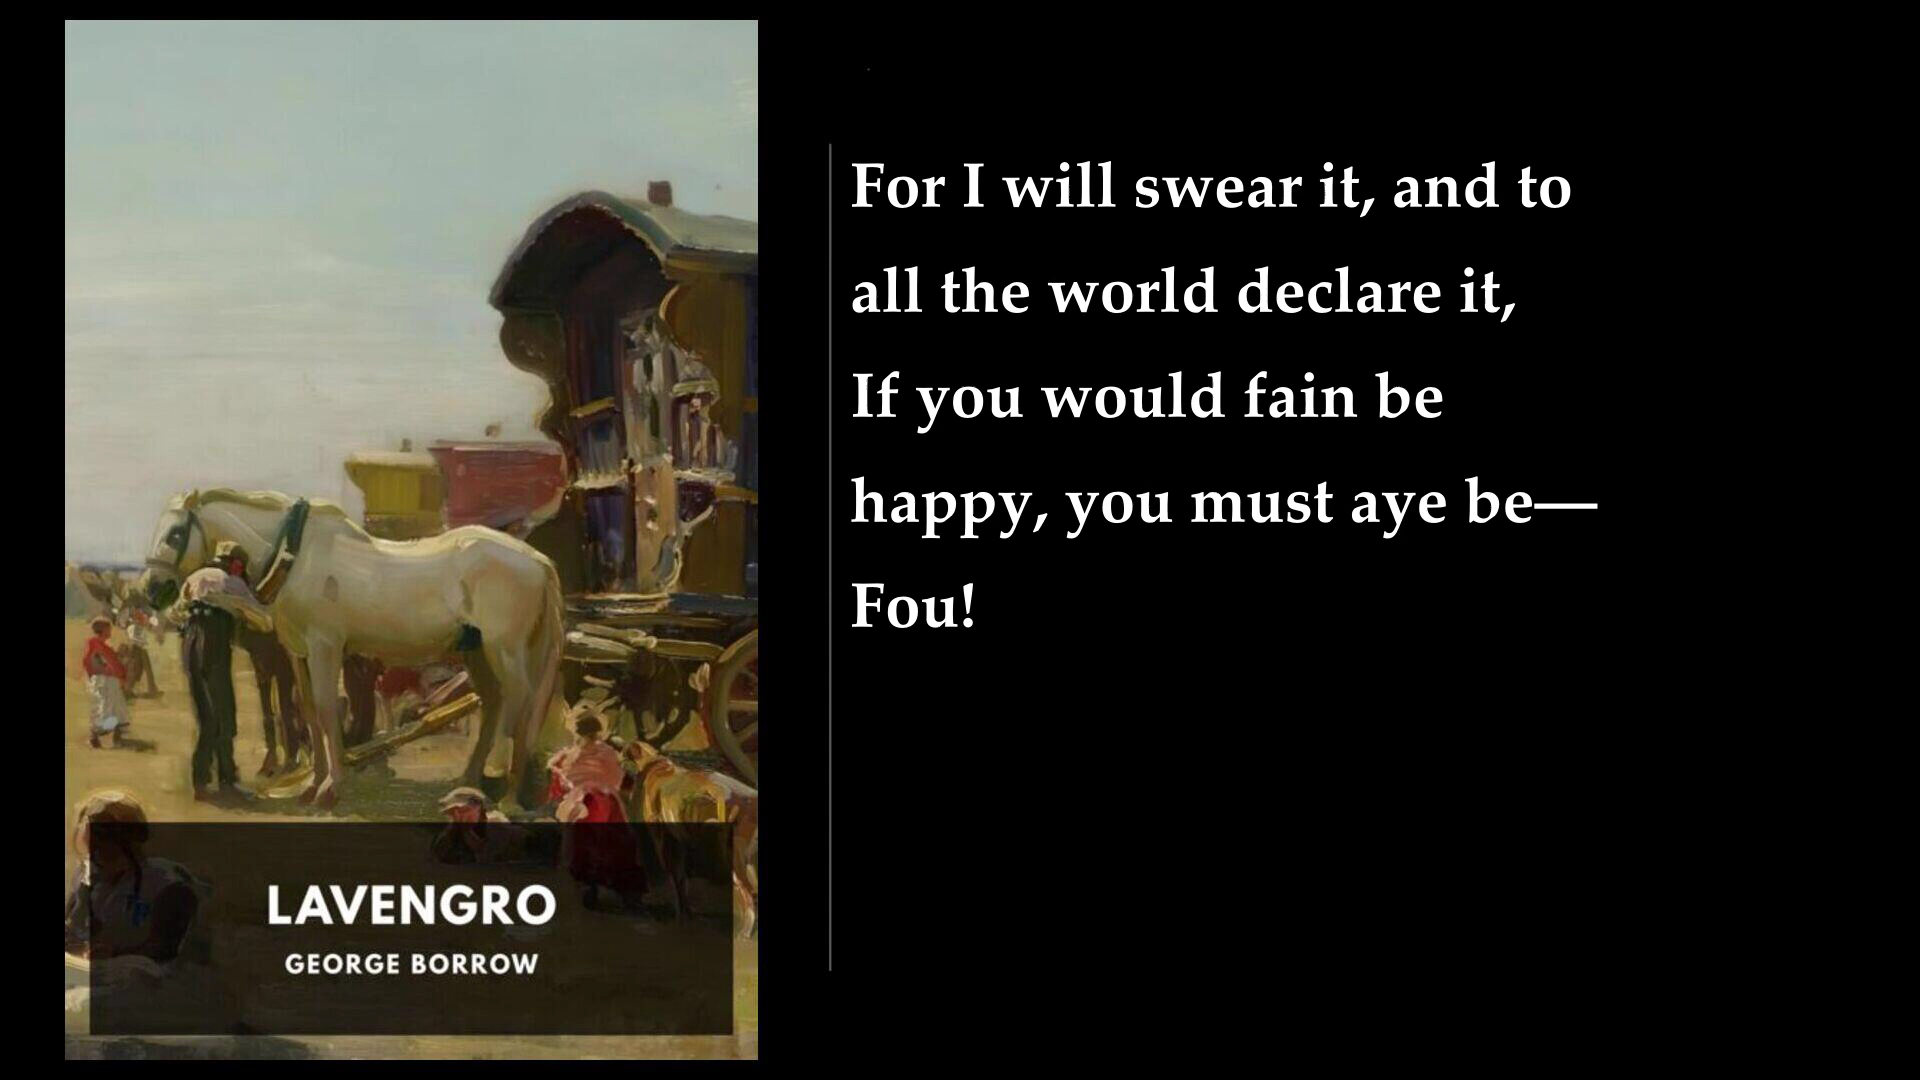 For I will swear it, and to
all the world declare it,
If you would fain be
happy, you must aye be—
Fou!
LAVENGRO
GEORGE BORROW